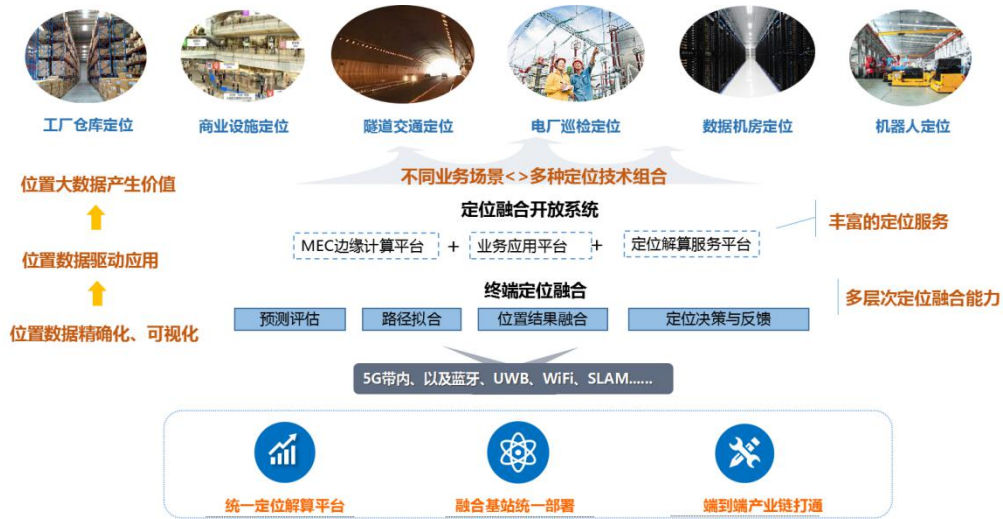 工厂仓库定位
商业设施定位
隧道交通定位
电厂巡检定位
数据机房定位
机器人定位
不同业务场景<>多种定位技术组合
位置大数据产生价值
定位融合开放系统
丰富的定位服务
MEC边缘计算平台 + 业务应用平台 + 定位解算服务平台
位置数据驱动应用
终端定位融合
多层次定位融合能力
预测评估
路径拟合
位置结果融合
定位决策与反馈
位置数据精确化、可视化
5G带内、以及蓝牙、UWB、WiFi、SLAM......
统一定位解算平台
融合基站统一部署
端到端产业链打通